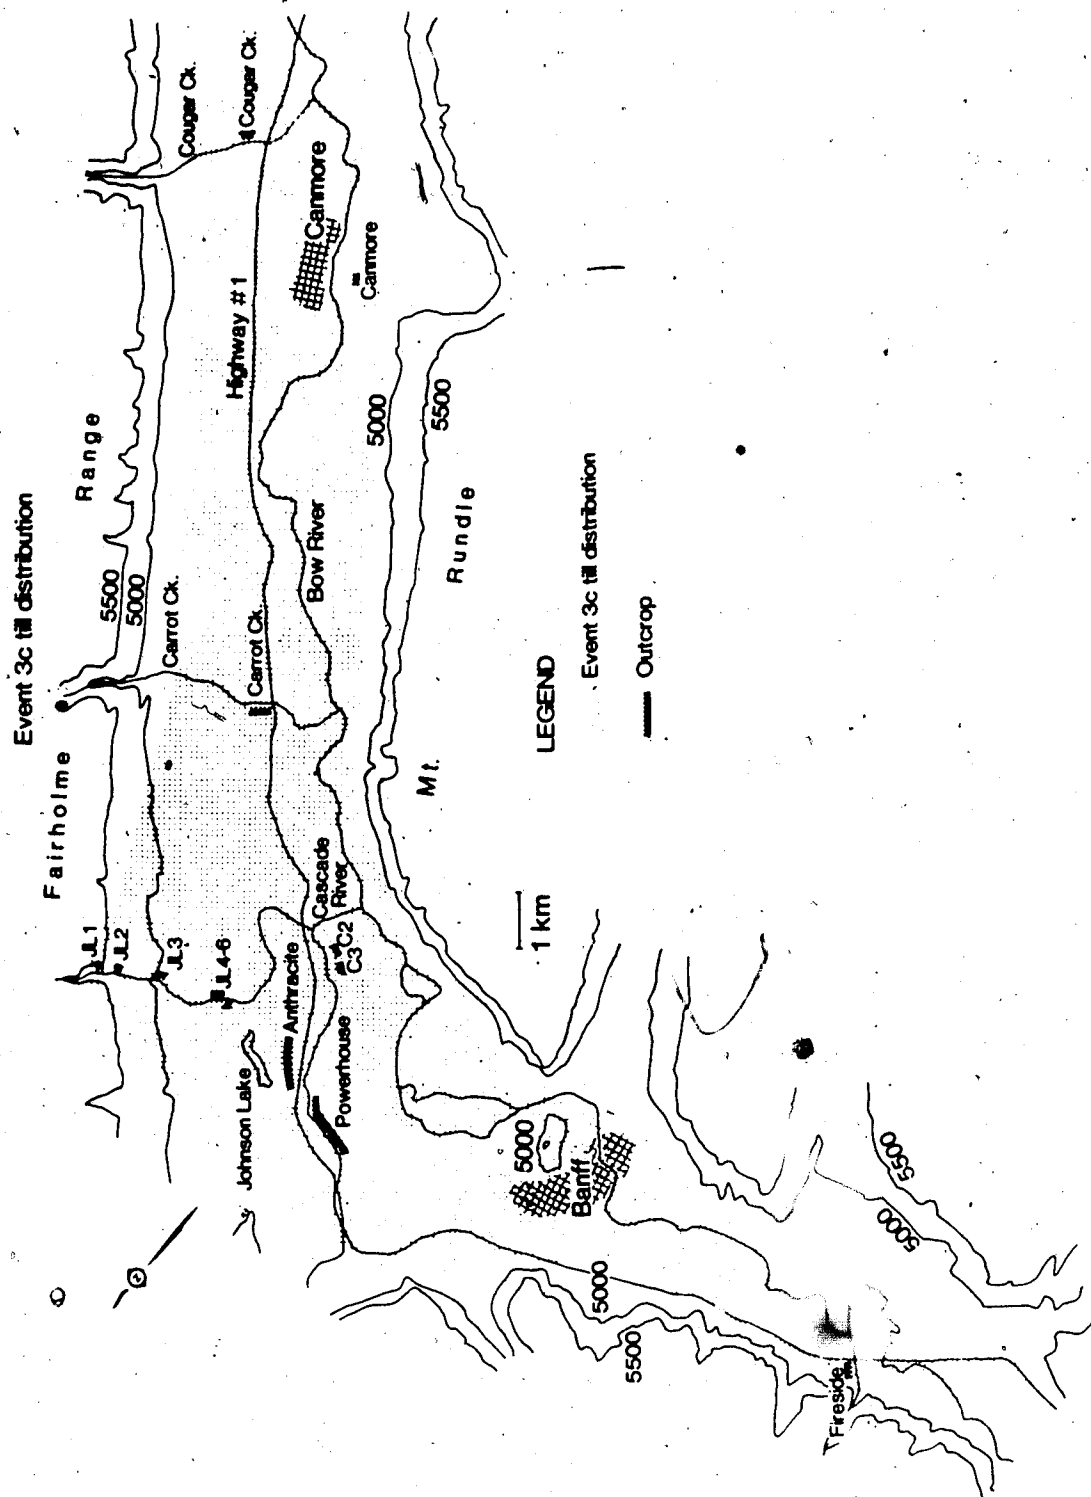 Event 3c till distribution
Fairholme
Range
JL1
JL2
JL3
JL4-6
5500
5000
Carrot Ck.
Cougar Ck.
Cougar Ck.
Carrot Ck.
Highway #1
Johnson Lake
Anthracite
Cascade
River
C2
C3
Powerhouse
Bow River
Canmore
Canmore
5000
5500
Mt.
Rundle
5000
Banff
1 km
LEGEND
Event 3c till distribution
Outcrop
5000
5500
5000
5500
Fireside